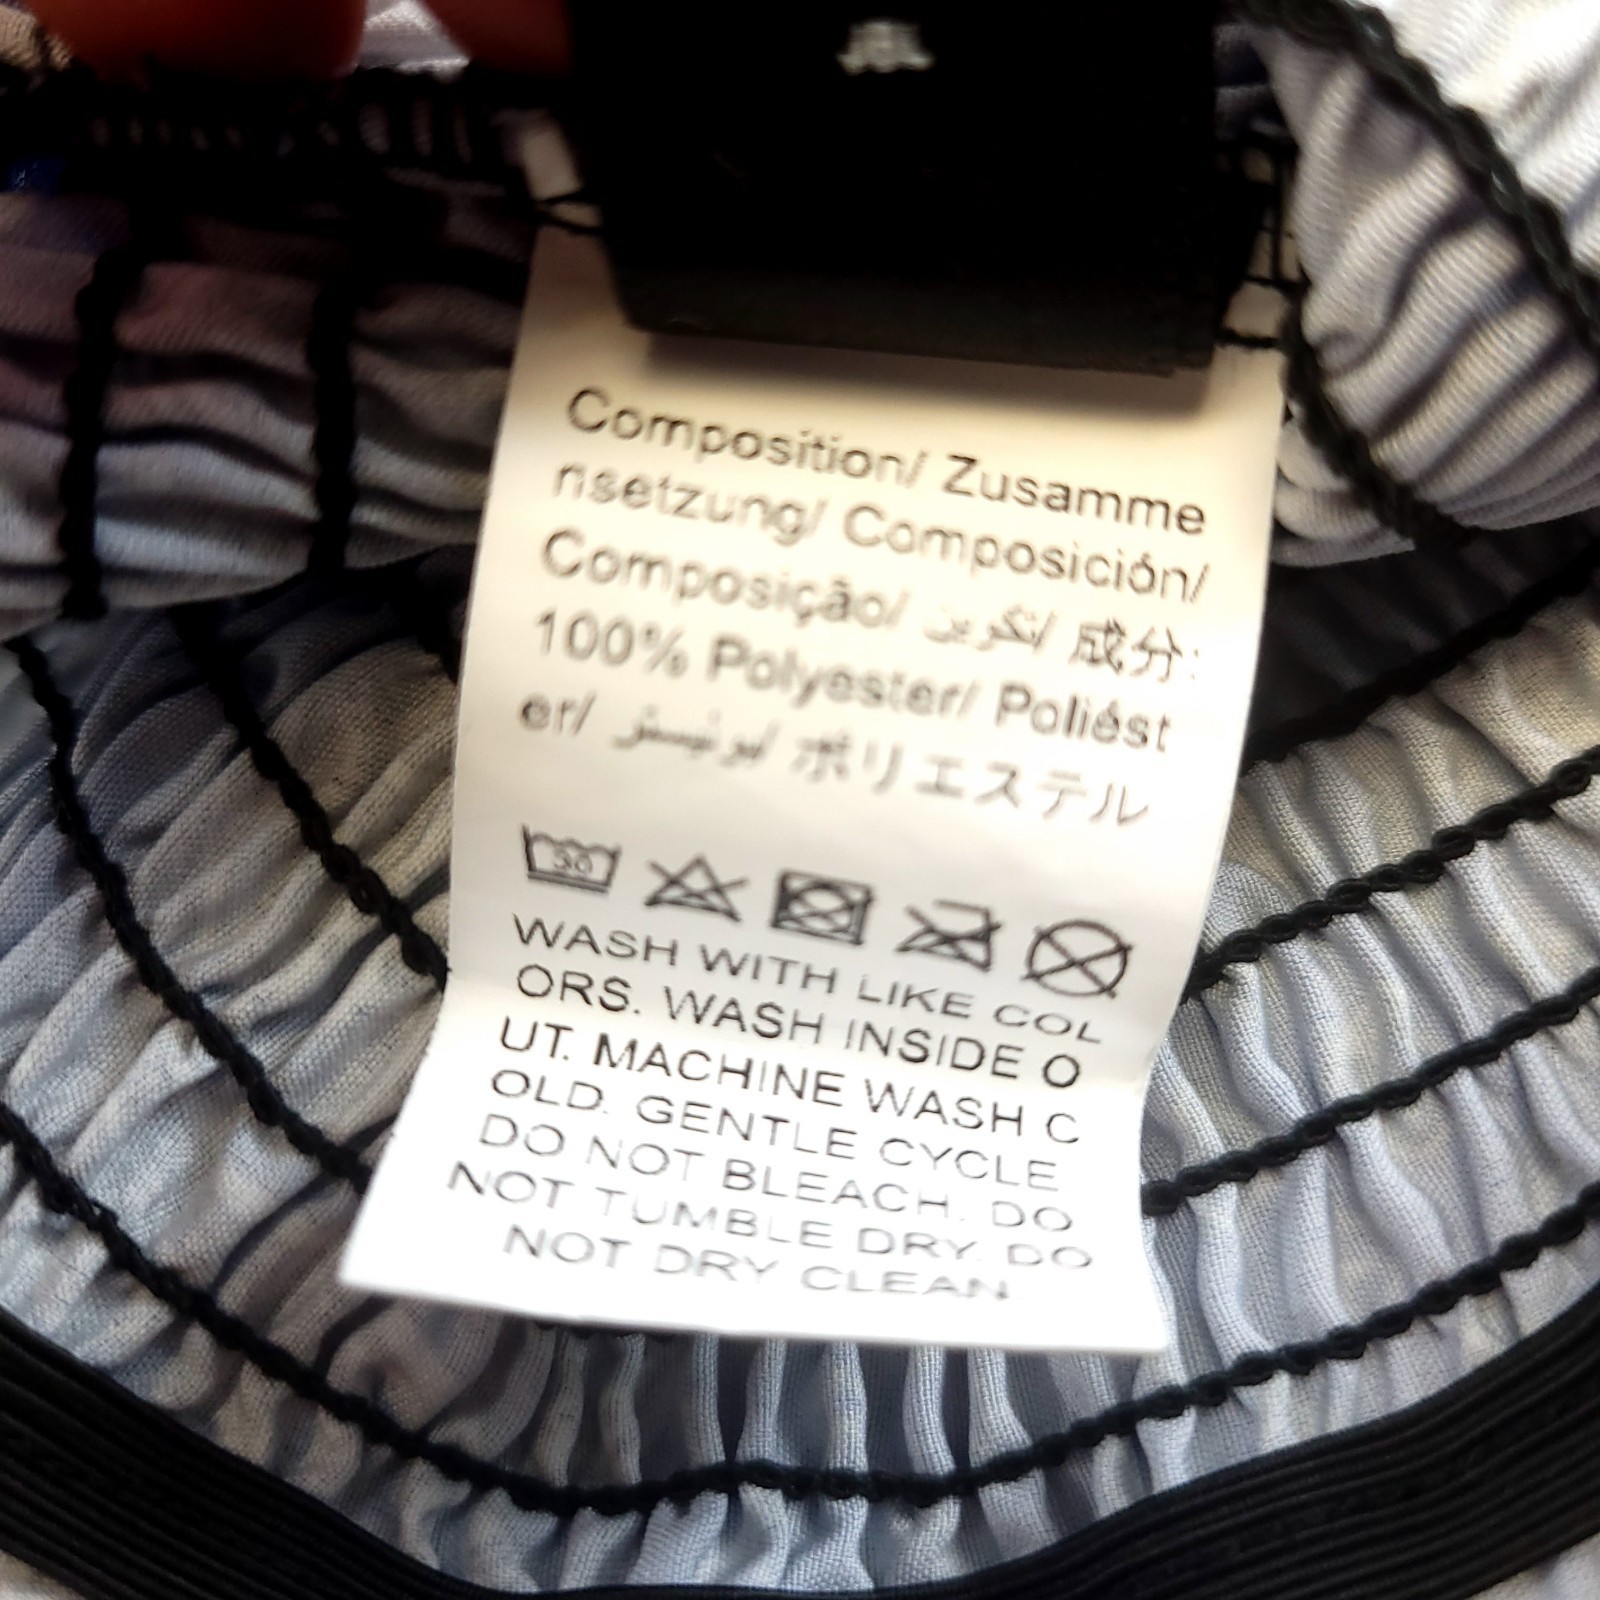 Composition/ Zusamme
nsetzung/ Composición/
Composição/ التكوين/ 成分:
100% Polyester/ Poliést
er/ بوليستر/ ポリエステル
30
WASH WITH LIKE COL
ORS. WASH INSIDE O
UT. MACHINE WASH C
OLD. GENTLE CYCLE
DO NOT BLEACH. DO
NOT TUMBLE DRY. DO
NOT DRY CLEAN